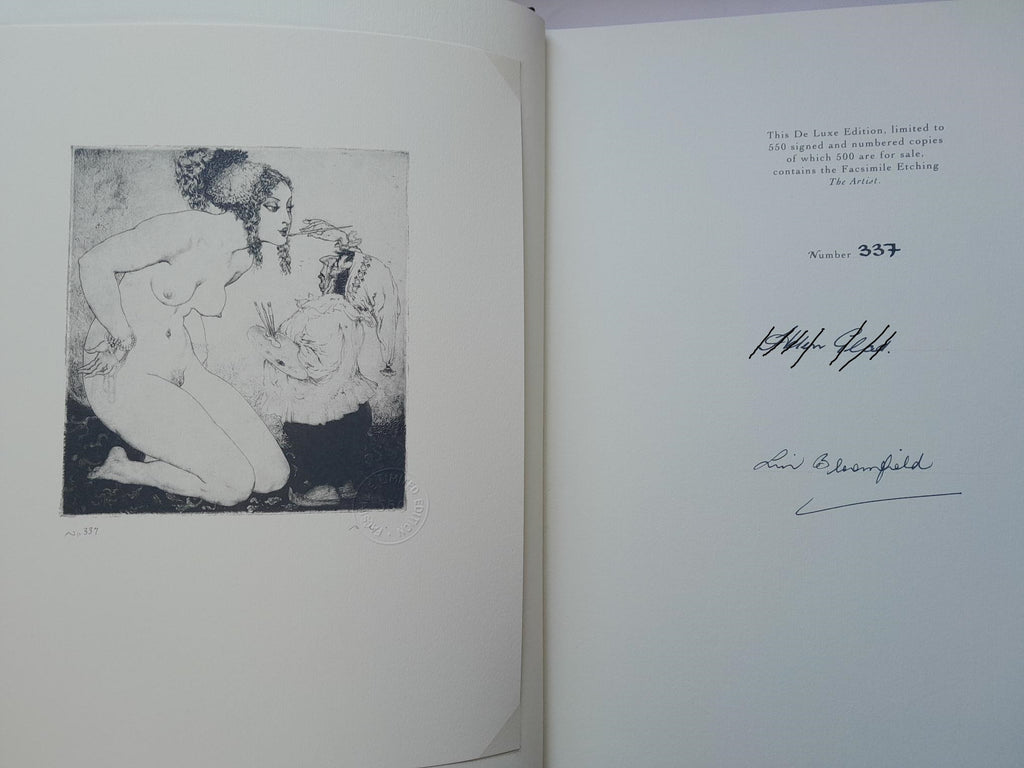 No. 337
LIMITED EDITION
This De Luxe Edition, limited to
550 signed and numbered copies
of which 500 are for sale,
contains the Facsimile Etching
The Artist.
Number 337
Lin Bloomfield